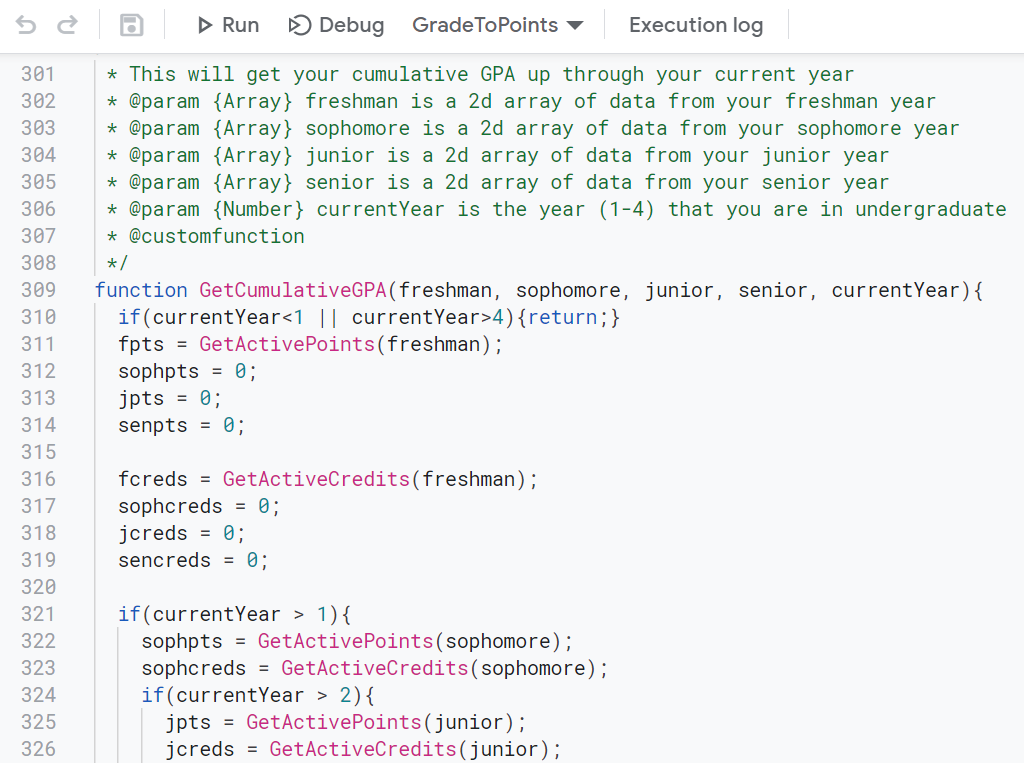 Run Debug GradeToPoints Execution log
301 * This will get your cumulative GPA up through your current year
302 * @param {Array} freshman is a 2d array of data from your freshman year
303 * @param {Array} sophomore is a 2d array of data from your sophomore year
304 * @param {Array} junior is a 2d array of data from your junior year
305 * @param {Array} senior is a 2d array of data from your senior year
306 * @param {Number} currentYear is the year (1-4) that you are in undergraduate
307 * @customfunction
308 */
309 function GetCumulativeGPA(freshman, sophomore, junior, senior, currentYear){
310 if(currentYear<1 || currentYear>4){return;}
311 fpts = GetActivePoints(freshman);
312 sophpts = 0;
313 jpts = 0;
314 senpts = 0;
315
316 fcreds = GetActiveCredits(freshman);
317 sophcreds = 0;
318 jcreds = 0;
319 sencreds = 0;
320
321 if(currentYear > 1){
322 sophpts = GetActivePoints(sophomore);
323 sophcreds = GetActiveCredits(sophomore);
324 if(currentYear > 2){
325 jpts = GetActivePoints(junior);
326 jcreds = GetActiveCredits(junior);